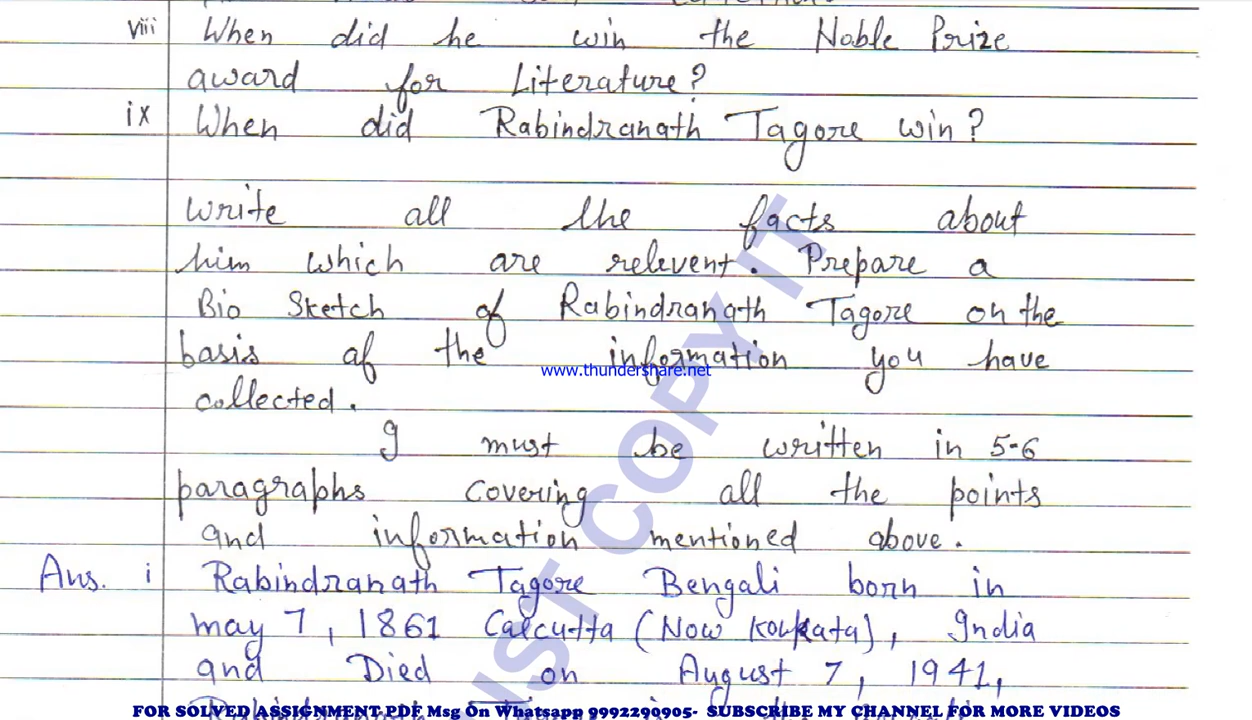 viii When did he win the Noble Prize
award for Literature?
ix When did Rabindranath Tagore win?
Write all the facts about
him which are relevent. Prepare a
Bio Sketch of Rabindranath Tagore on the
basis of the information you have
www.thundershare.net
collected.
I must be written in 5-6
paragraphs covering all the points
and information mentioned above.
Ans. i Rabindranath Tagore Bengali born in
may 7, 1861 Calcutta (Now Kolkata), India
and Died on August 7, 1941,
COPY IT
FOR SOLVED ASSIGNMENT PDF Msg On Whatsapp 9992290905- SUBSCRIBE MY CHANNEL FOR MORE VIDEOS